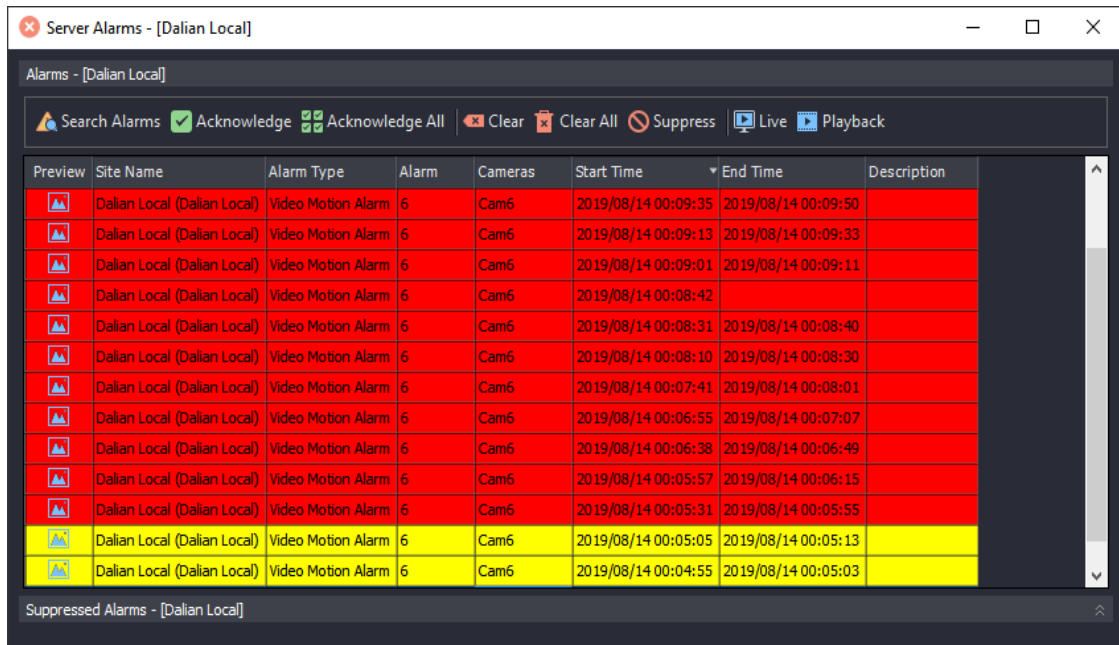 Server Alarms - [Dalian Local]
Alarms - [Dalian Local]
Search Alarms Acknowledge Acknowledge All Clear Clear All Suppress Live Playback
Preview Site Name Alarm Type Alarm Cameras Start Time End Time Description
Dalian Local (Dalian Local) Video Motion Alarm 6 Cam6 2019/08/14 00:09:35 2019/08/14 00:09:50
Dalian Local (Dalian Local) Video Motion Alarm 6 Cam6 2019/08/14 00:09:13 2019/08/14 00:09:33
Dalian Local (Dalian Local) Video Motion Alarm 6 Cam6 2019/08/14 00:09:01 2019/08/14 00:09:11
Dalian Local (Dalian Local) Video Motion Alarm 6 Cam6 2019/08/14 00:08:42
Dalian Local (Dalian Local) Video Motion Alarm 6 Cam6 2019/08/14 00:08:31 2019/08/14 00:08:40
Dalian Local (Dalian Local) Video Motion Alarm 6 Cam6 2019/08/14 00:08:10 2019/08/14 00:08:30
Dalian Local (Dalian Local) Video Motion Alarm 6 Cam6 2019/08/14 00:07:41 2019/08/14 00:08:01
Dalian Local (Dalian Local) Video Motion Alarm 6 Cam6 2019/08/14 00:06:55 2019/08/14 00:07:07
Dalian Local (Dalian Local) Video Motion Alarm 6 Cam6 2019/08/14 00:06:38 2019/08/14 00:06:49
Dalian Local (Dalian Local) Video Motion Alarm 6 Cam6 2019/08/14 00:05:57 2019/08/14 00:06:15
Dalian Local (Dalian Local) Video Motion Alarm 6 Cam6 2019/08/14 00:05:31 2019/08/14 00:05:55
Dalian Local (Dalian Local) Video Motion Alarm 6 Cam6 2019/08/14 00:05:05 2019/08/14 00:05:13
Dalian Local (Dalian Local) Video Motion Alarm 6 Cam6 2019/08/14 00:04:55 2019/08/14 00:05:03
Suppressed Alarms - [Dalian Local]